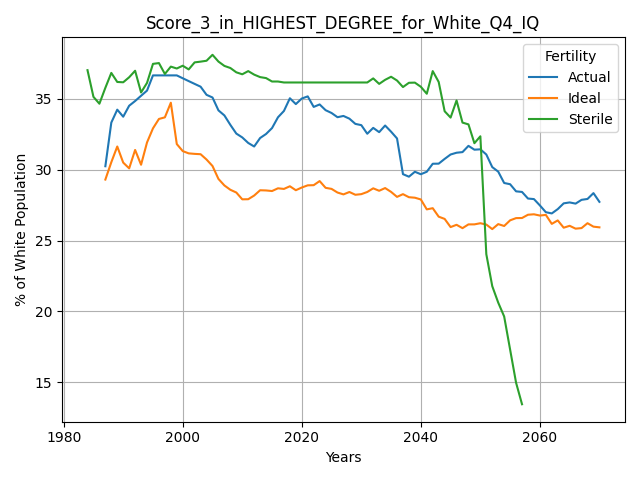 Score_3_in_HIGHEST_DEGREE_for_White_Q4_IQ
Fertility
Actual
Ideal
Sterile
% of White Population
35
30
25
20
15
1980
2000
2020
2040
2060
Years